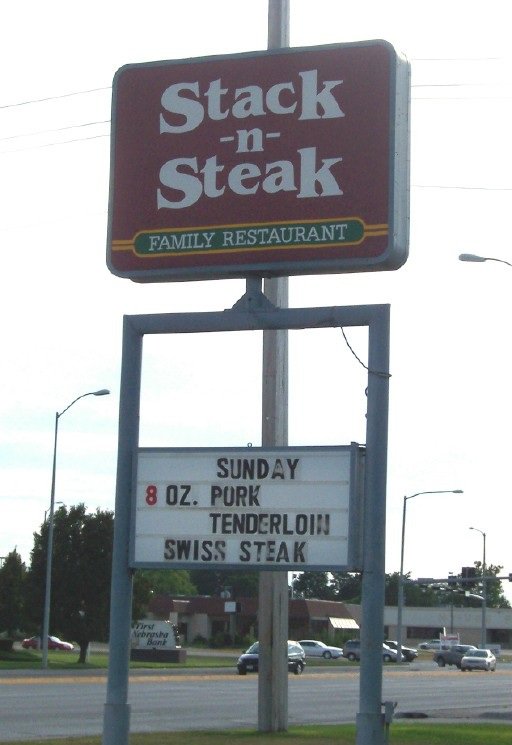 Stack
-n-
Steak
FAMILY RESTAURANT
SUNDAY
8 OZ. PORK
TENDERLOIN
SWISS STEAK
First
Nebraska
Bank